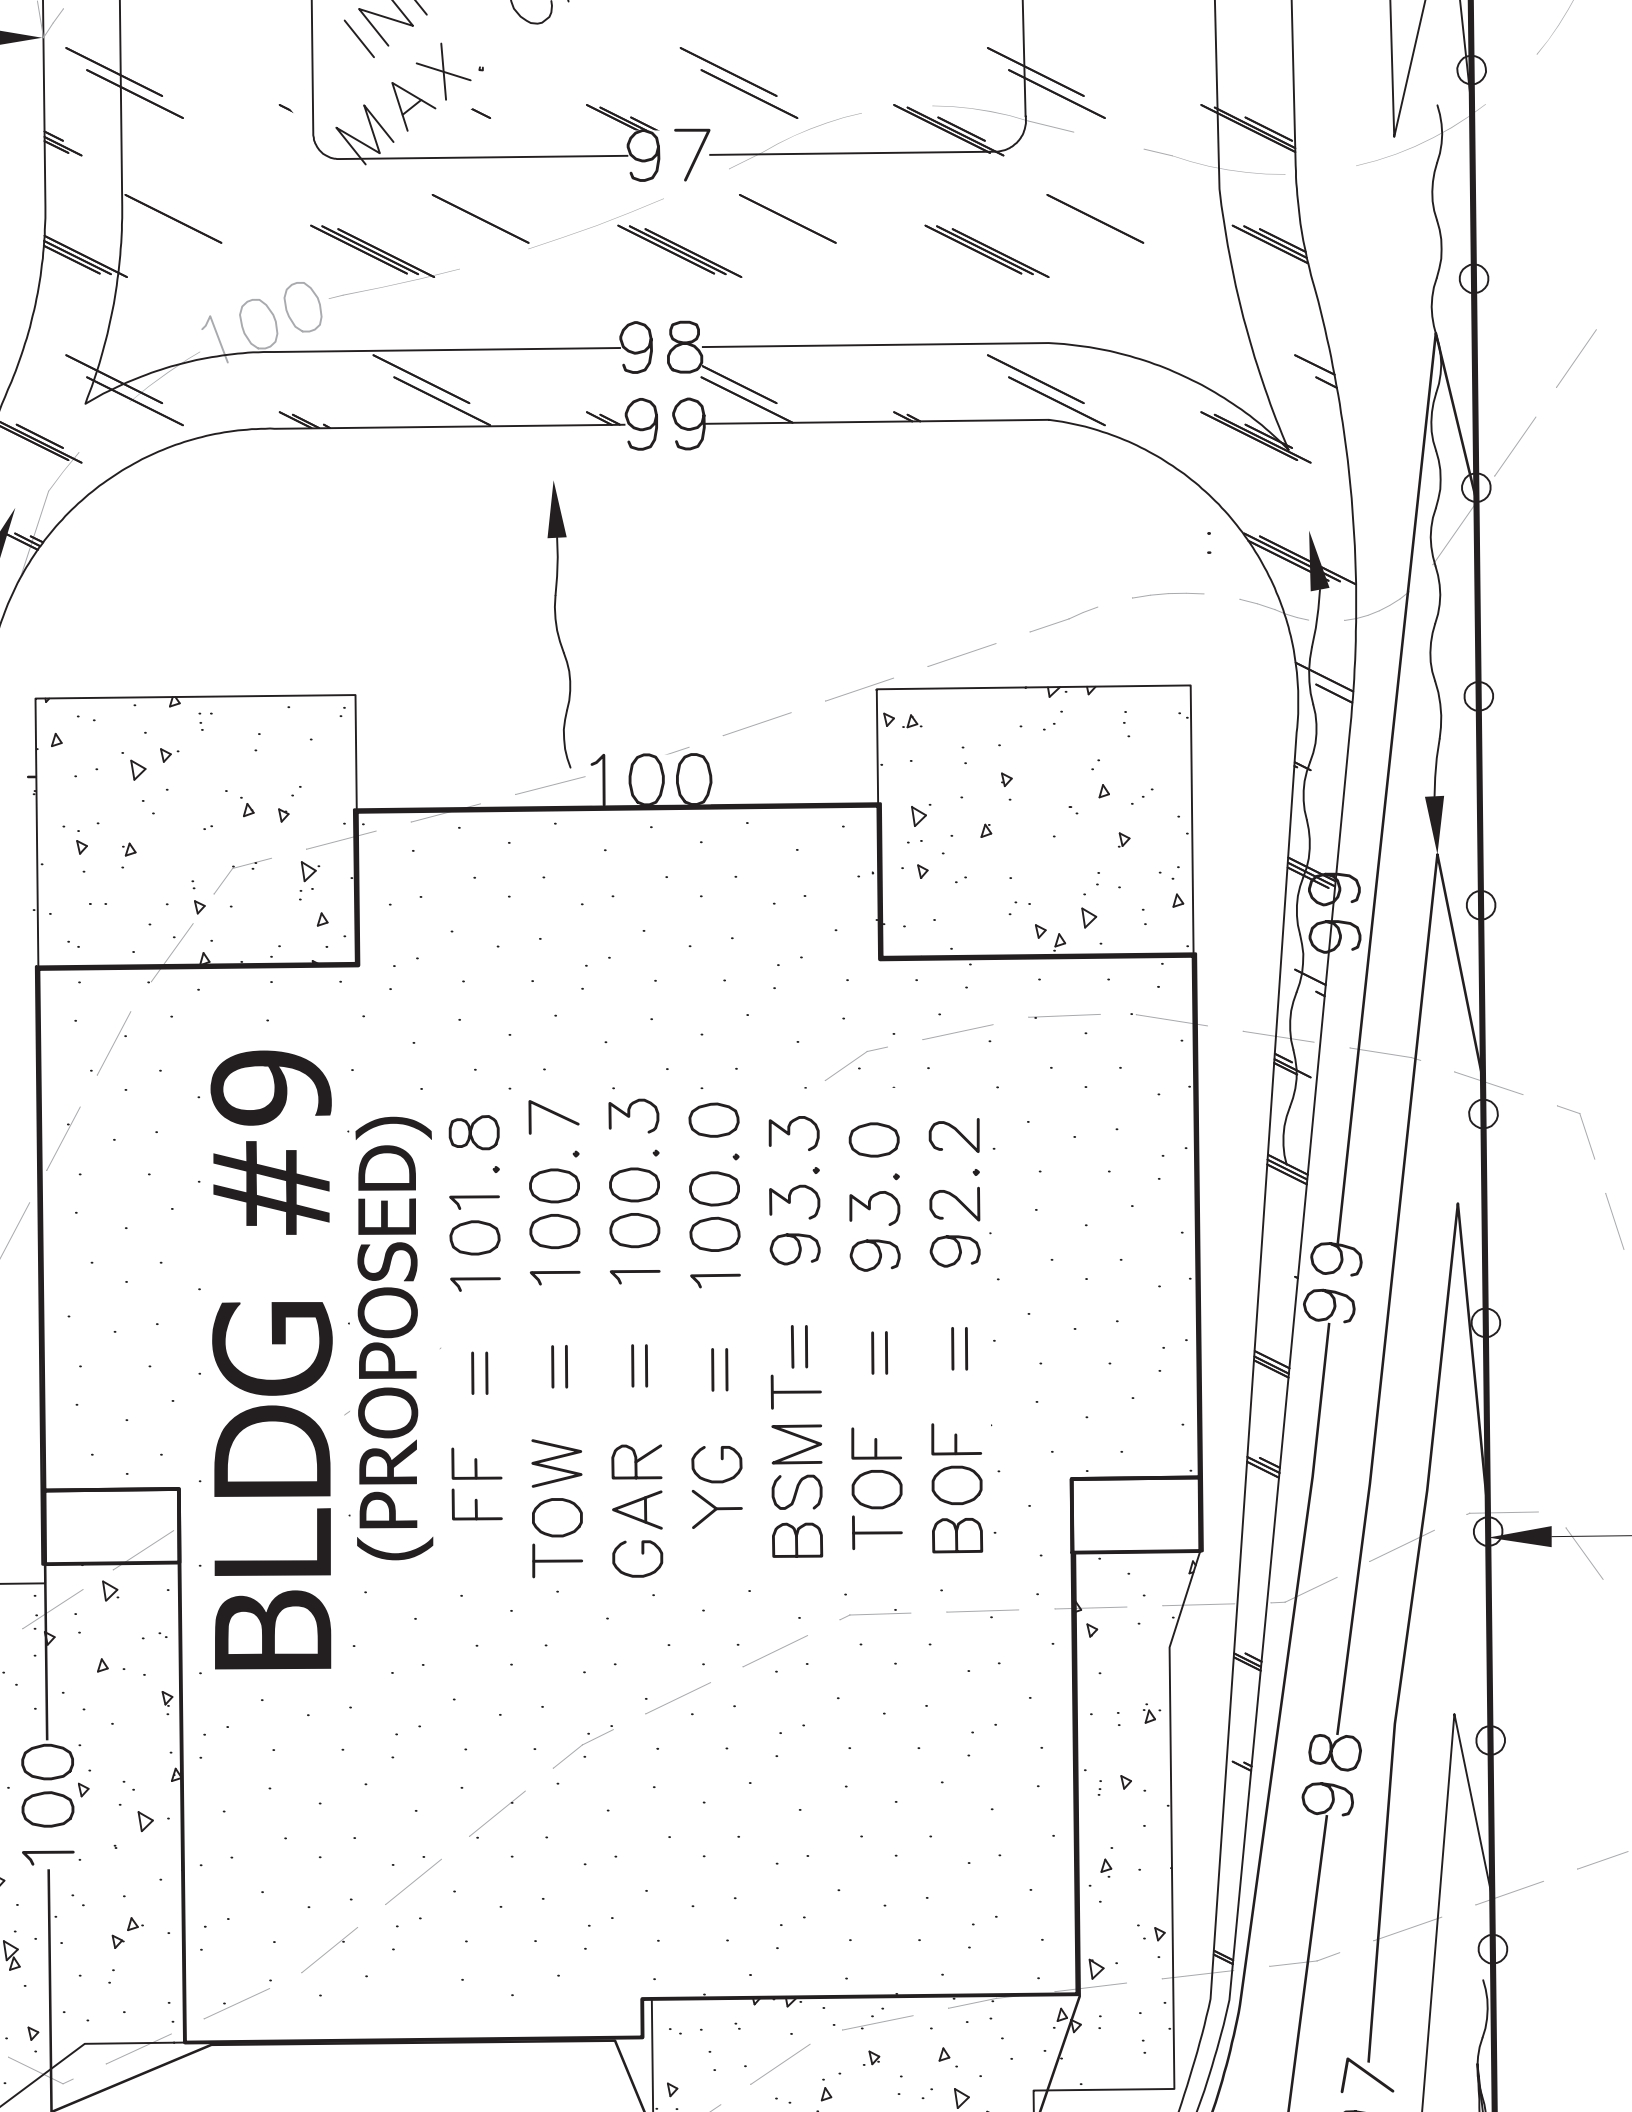 MAX.
97
100
98
99
100
99
BLDG #9
(PROPOSED)
FF = 101.8
TOW = 100.7
GAR = 100.3
YG = 100.0
BSMT= 93.3
TOF = 93.0
BOF = 92.2
99
98
100